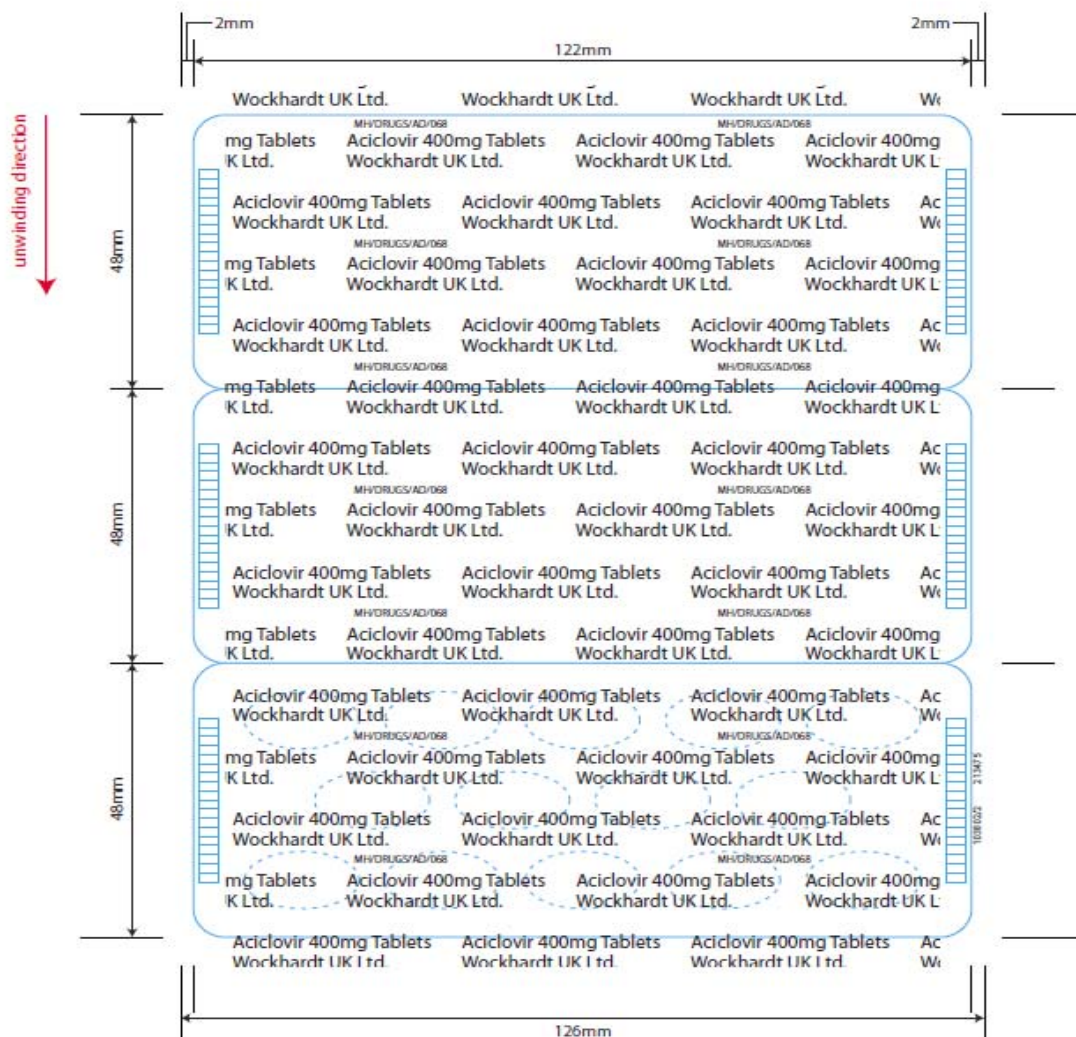 2mm 2mm
122mm
Wockhardt UK Ltd. Wockhardt UK Ltd. Wockhardt UK Ltd.
MH/DRUGS/AD/068 MH/DRUGS/AD/068
mg Tablets Aciclovir 400mg Tablets Aciclovir 400mg Tablets Aciclovir 400mg
K Ltd. Wockhardt UK Ltd. Wockhardt UK Ltd. Wockhardt UK L
unwinding direction
Aciclovir 400mg Tablets Aciclovir 400mg Tablets Aciclovir 400mg Tablets Ac
Wockhardt UK Ltd. Wockhardt UK Ltd. Wockhardt UK Ltd. Wo
48mm
MH/DRUGS/AD/068 MH/DRUGS/AD/068
mg Tablets Aciclovir 400mg Tablets Aciclovir 400mg Tablets Aciclovir 400mg
K Ltd. Wockhardt UK Ltd. Wockhardt UK Ltd. Wockhardt UK L
Aciclovir 400mg Tablets Aciclovir 400mg Tablets Aciclovir 400mg Tablets Ac
Wockhardt UK Ltd. Wockhardt UK Ltd. Wockhardt UK Ltd. Wo
MH/DRUGS/AD/068 MH/DRUGS/AD/068
mg Tablets Aciclovir 400mg Tablets Aciclovir 400mg Tablets Aciclovir 400mg
K Ltd. Wockhardt UK Ltd. Wockhardt UK Ltd. Wockhardt UK L
Aciclovir 400mg Tablets Aciclovir 400mg Tablets Aciclovir 400mg Tablets Ac
Wockhardt UK Ltd. Wockhardt UK Ltd. Wockhardt UK Ltd. Wo
MH/DRUGS/AD/068 MH/DRUGS/AD/068
48mm
mg Tablets Aciclovir 400mg Tablets Aciclovir 400mg Tablets Aciclovir 400mg
K Ltd. Wockhardt UK Ltd. Wockhardt UK Ltd. Wockhardt UK L
Aciclovir 400mg Tablets Aciclovir 400mg Tablets Aciclovir 400mg Tablets Ac
Wockhardt UK Ltd. Wockhardt UK Ltd. Wockhardt UK Ltd. Wo
MH/DRUGS/AD/068 MH/DRUGS/AD/068
mg Tablets Aciclovir 400mg Tablets Aciclovir 400mg Tablets Aciclovir 400mg
K Ltd. Wockhardt UK Ltd. Wockhardt UK Ltd. Wockhardt UK L
Aciclovir 400mg Tablets Aciclovir 400mg Tablets Aciclovir 400mg Tablets Ac
Wockhardt UK Ltd. Wockhardt UK Ltd. Wockhardt UK Ltd. Wo
MH/DRUGS/AD/068 MH/DRUGS/AD/068
mg Tablets Aciclovir 400mg Tablets Aciclovir 400mg Tablets Aciclovir 400mg
K Ltd. Wockhardt UK Ltd. Wockhardt UK Ltd. Wockhardt UK L
48mm
Aciclovir 400mg Tablets Aciclovir 400mg Tablets Aciclovir 400mg Tablets Ac
Wockhardt UK Ltd. Wockhardt UK Ltd. Wockhardt UK Ltd. Wo
MH/DRUGS/AD/068 MH/DRUGS/AD/068
mg Tablets Aciclovir 400mg Tablets Aciclovir 400mg Tablets Aciclovir 400mg
K Ltd. Wockhardt UK Ltd. Wockhardt UK Ltd. Wockhardt UK L
Aciclovir 400mg Tablets Aciclovir 400mg Tablets Aciclovir 400mg Tablets Ac
Wockhardt UK Ltd. Wockhardt UK Ltd. Wockhardt UK Ltd.
126mm